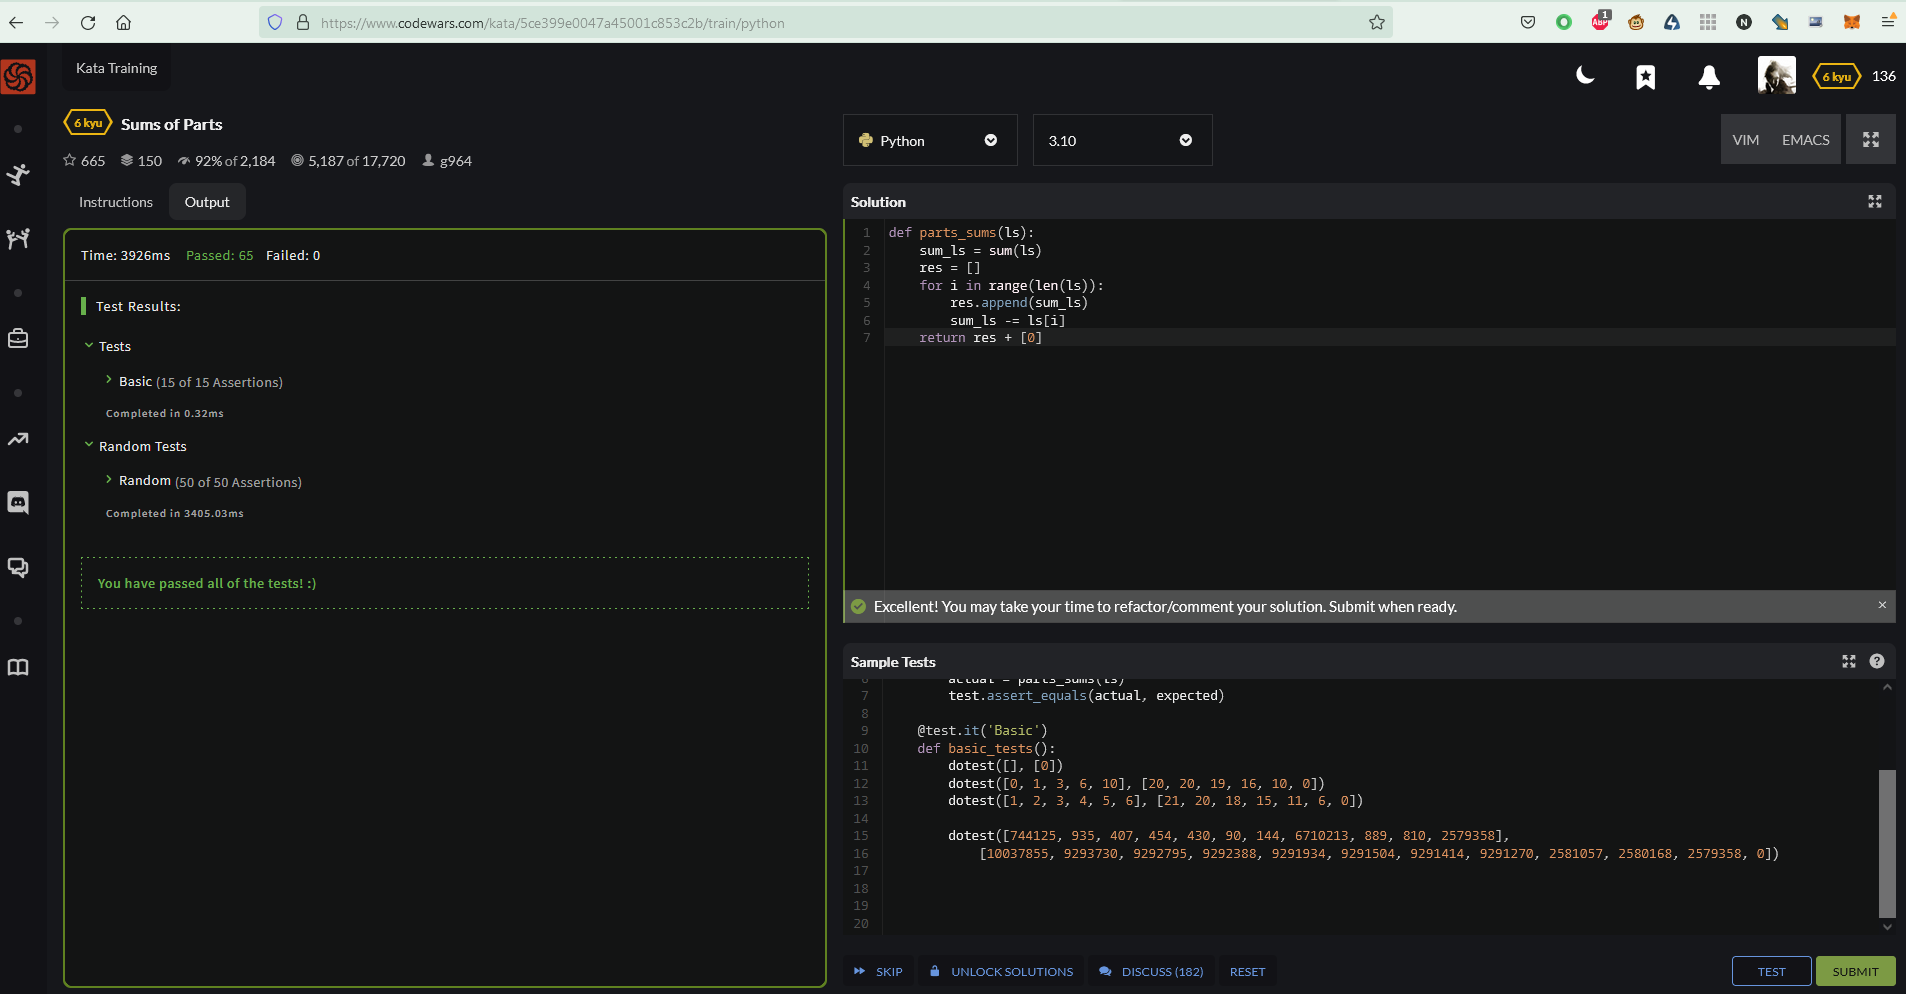 https://www.codewars.com/kata/5ce399e0047a45001c853c2b/train/python
1
ABP
N
Kata Training
6 kyu
136
6 kyu
Sums of Parts
665
150
92% of 2,184
5,187 of 17,720
g964
Instructions
Output
Time: 3926ms
Passed: 65
Failed: 0
Test Results:
Tests
Basic (15 of 15 Assertions)
Completed in 0.32ms
Random Tests
Random (50 of 50 Assertions)
Completed in 3405.03ms
You have passed all of the tests! :)
Python
3.10
VIM
EMACS
Solution
1 def parts_sums(ls):
2     sum_ls = sum(ls)
3     res = []
4     for i in range(len(ls)):
5         res.append(sum_ls)
6         sum_ls -= ls[i]
7     return res + [0]
Excellent! You may take your time to refactor/comment your solution. Submit when ready.
×
Sample Tests
?
6         actual = parts_sums(ls)
7         test.assert_equals(actual, expected)
8
9     @test.it('Basic')
10     def basic_tests():
11         dotest([], [0])
12         dotest([0, 1, 3, 6, 10], [20, 20, 19, 16, 10, 0])
13         dotest([1, 2, 3, 4, 5, 6], [21, 20, 18, 15, 11, 6, 0])
14
15         dotest([744125, 935, 407, 454, 430, 90, 144, 6710213, 889, 810, 2579358],
16             [10037855, 9293730, 9292795, 9292388, 9291934, 9291504, 9291414, 9291270, 2581057, 2580168, 2579358, 0])
17
18
19
20
SKIP
UNLOCK SOLUTIONS
DISCUSS (182)
RESET
TEST
SUBMIT